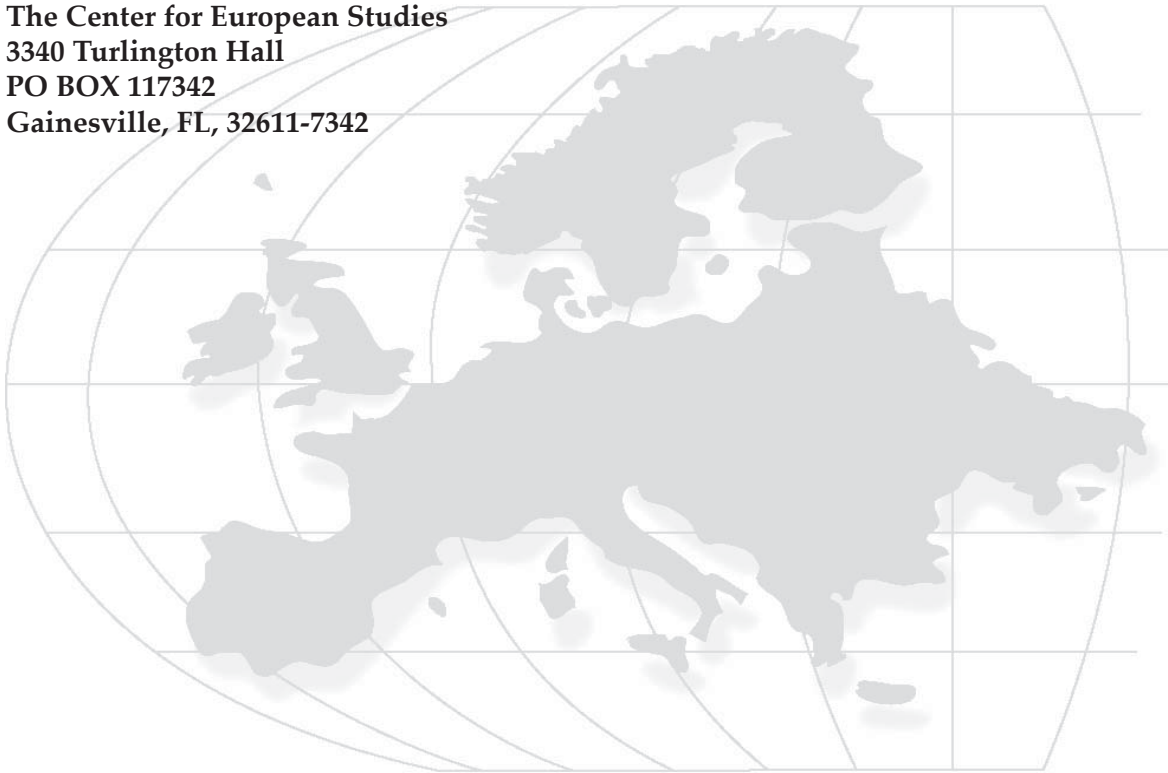 The Center for European Studies
3340 Turlington Hall
PO BOX 117342
Gainesville, FL, 32611-7342